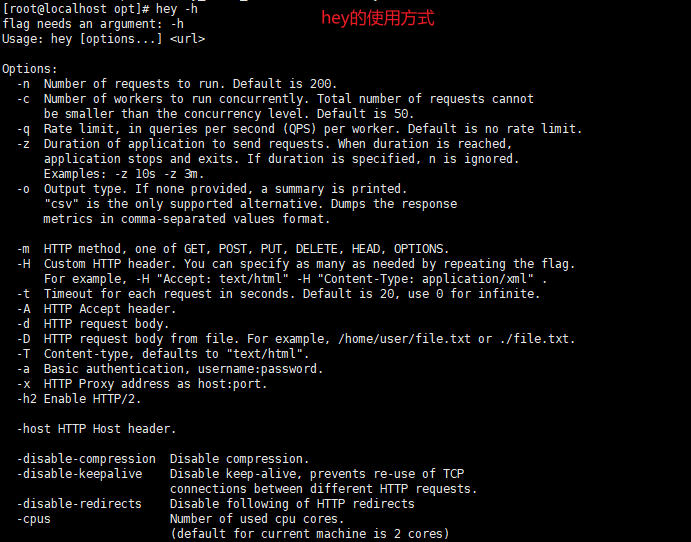 [root@localhost opt]# hey -h
hey的使用方式
flag needs an argument: -h
Usage: hey [options...] <url>
Options:
-n Number of requests to run. Default is 200.
-c Number of workers to run concurrently. Total number of requests cannot
be smaller than the concurrency level. Default is 50.
-q Rate limit, in queries per second (QPS) per worker. Default is no rate limit.
-z Duration of application to send requests. When duration is reached,
application stops and exits. If duration is specified, n is ignored.
Examples: -z 10s -z 3m.
-o Output type. If none provided, a summary is printed.
"csv" is the only supported alternative. Dumps the response
metrics in comma-separated values format.
-m HTTP method, one of GET, POST, PUT, DELETE, HEAD, OPTIONS.
-H Custom HTTP header. You can specify as many as needed by repeating the flag.
For example, -H "Accept: text/html" -H "Content-Type: application/xml" .
-t Timeout for each request in seconds. Default is 20, use 0 for infinite.
-A HTTP Accept header.
-d HTTP request body.
-D HTTP request body from file. For example, /home/user/file.txt or ./file.txt.
-T Content-type, defaults to "text/html".
-a Basic authentication, username:password.
-x HTTP Proxy address as host:port.
-h2 Enable HTTP/2.
-host HTTP Host header.
-disable-compression Disable compression.
-disable-keepalive Disable keep-alive, prevents re-use of TCP
connections between different HTTP requests.
-disable-redirects Disable following of HTTP redirects
-cpus Number of used cpu cores.
(default for current machine is 2 cores)